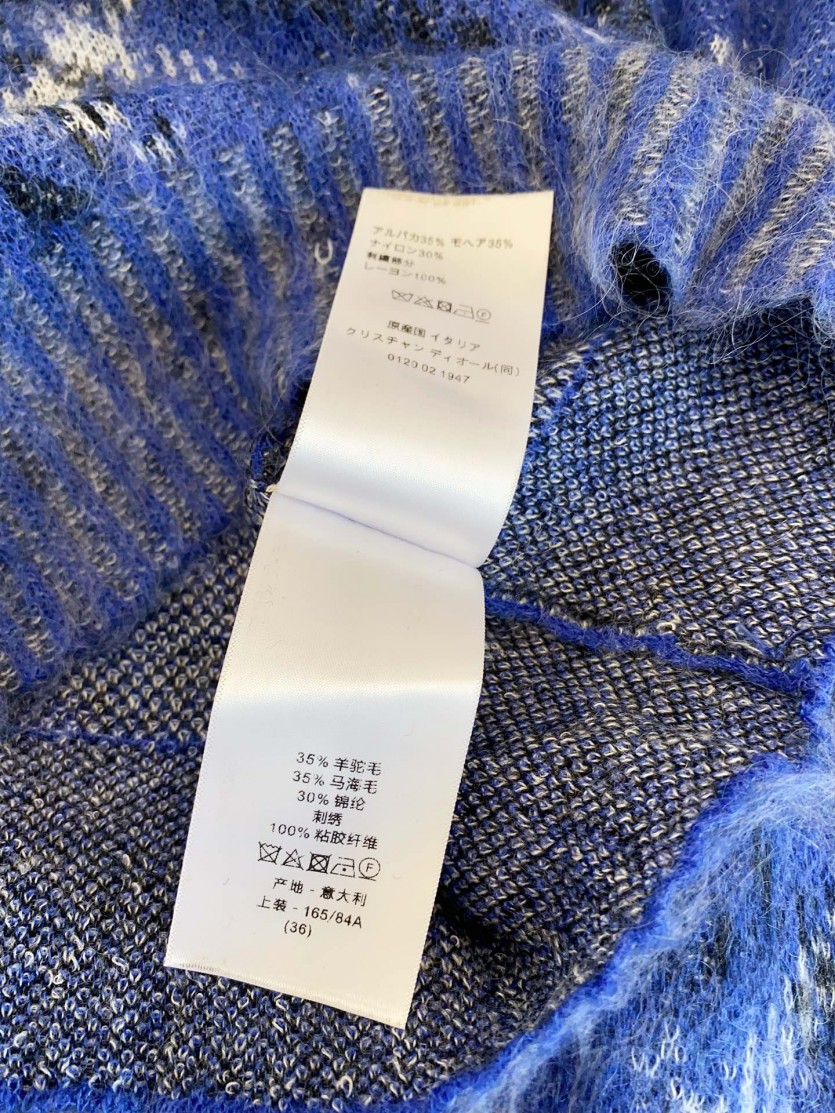 アルパカ35% モヘア35%
ナイロン30%
刺繍部分
レーヨン100%
原産国 イタリア
クリスチャン ディオール(同)
0120 02 1947
35% 羊驼毛
35% 马海毛
30% 锦纶
刺绣
100% 粘胶纤维
F
产地 - 意大利
上装 - 165/84A
(36)